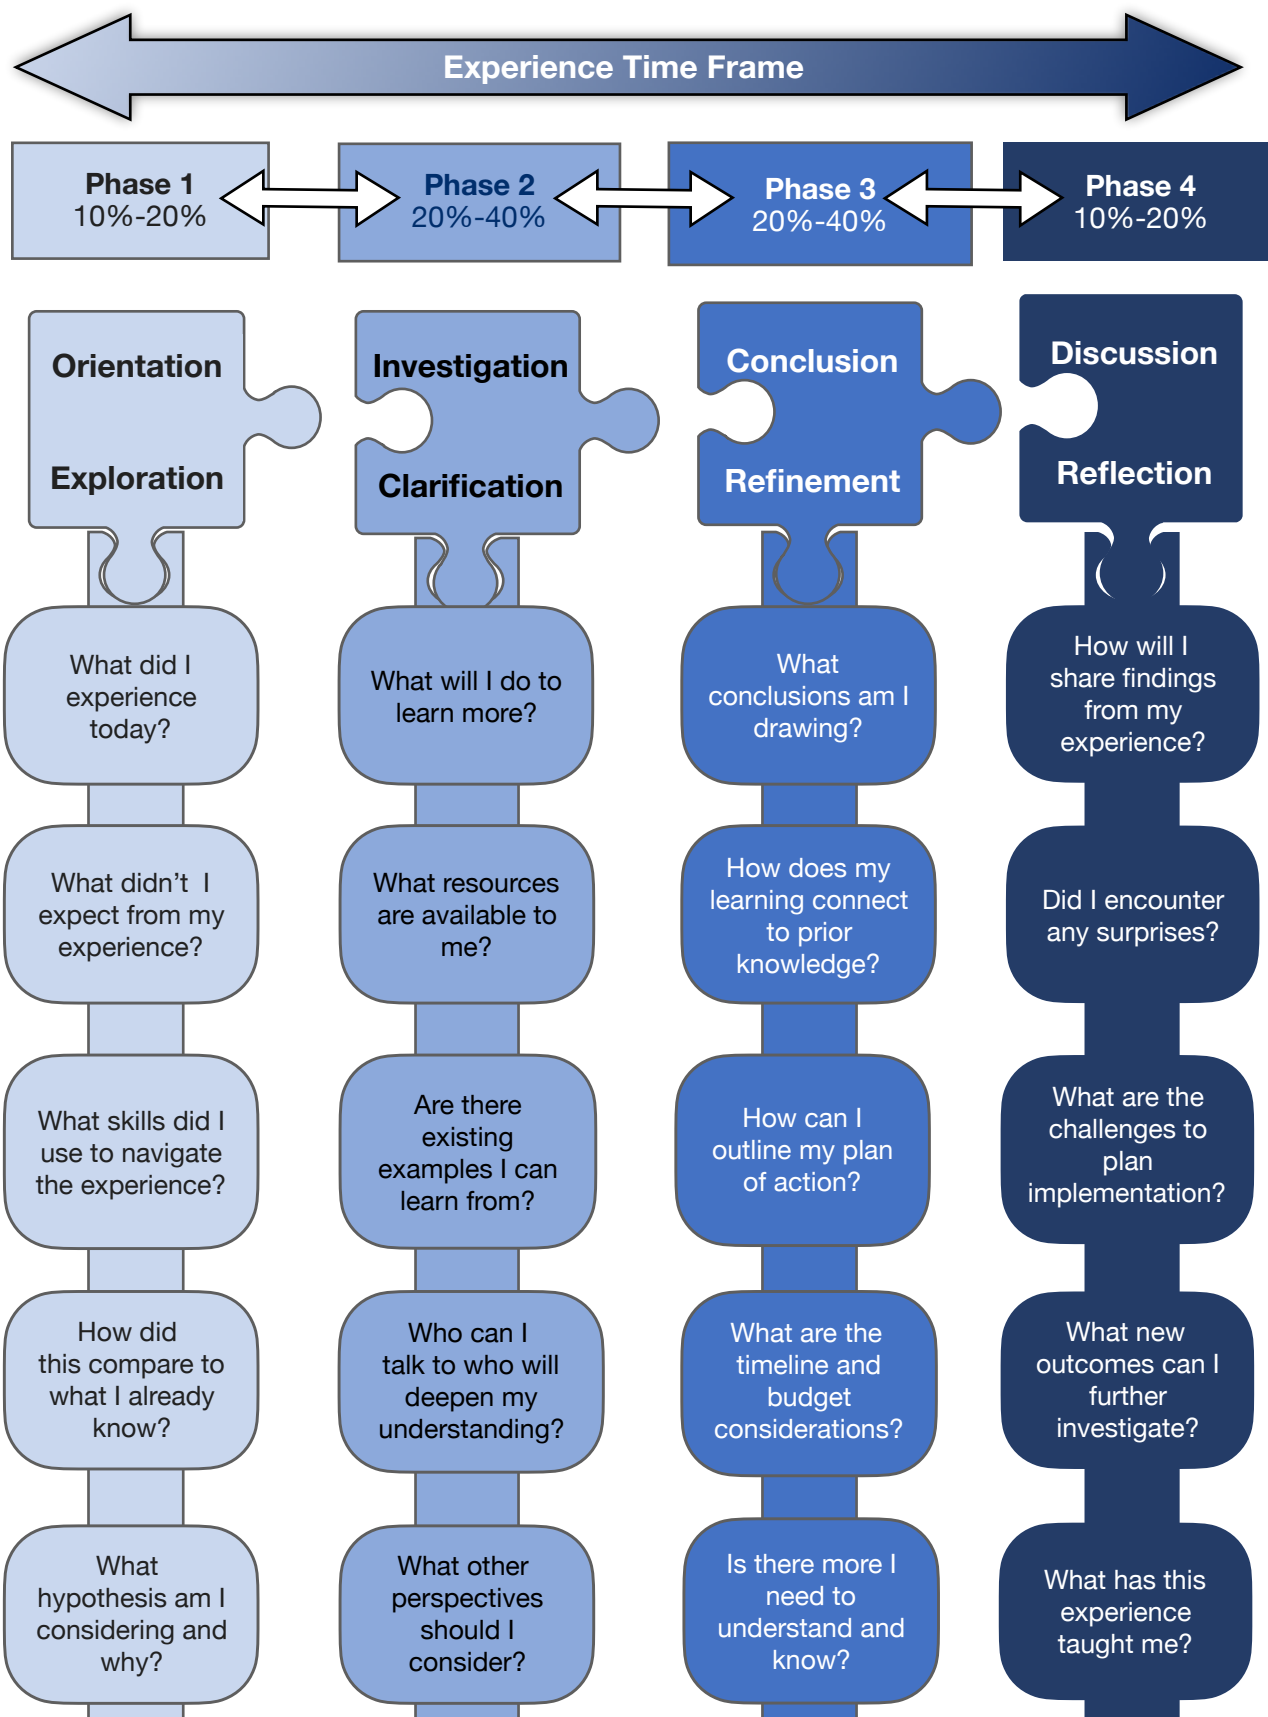 Experience Time Frame
Phase 1
10%-20%
Phase 2
20%-40%
Phase 3
20%-40%
Phase 4
10%-20%
Orientation
Exploration
Investigation
Clarification
Conclusion
Refinement
Discussion
Reflection
What did I
experience
today?
What will I do to
learn more?
What
conclusions am I
drawing?
How will I
share findings
from my
experience?
What didn't  I
expect from my
experience?
What resources
are available to
me?
How does my
learning connect
to prior
knowledge?
Did I encounter
any surprises?
What skills did I
use to navigate
the experience?
Are there
existing
examples I can
learn from?
How can I
outline my plan
of action?
What are the
challenges to
plan
implementation?
How did
this compare to
what I already
know?
Who can I
talk to who will
deepen my
understanding?
What are the
timeline and
budget
considerations?
What new
outcomes can I
further
investigate?
What
hypothesis am I
considering and
why?
What other
perspectives
should I
consider?
Is there more I
need to
understand and
know?
What has this
experience
taught me?